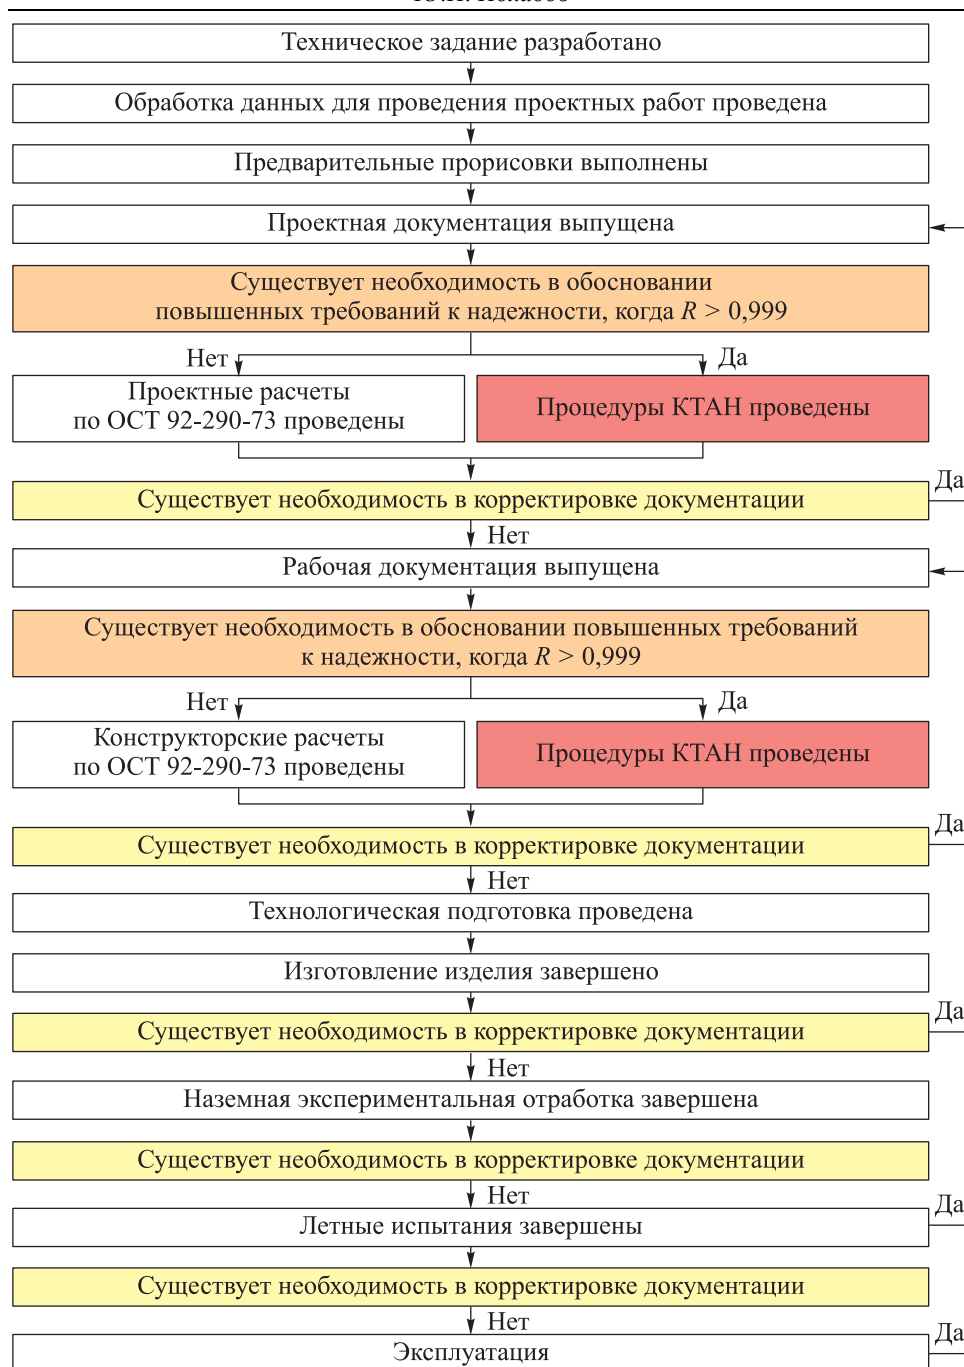 Техническое задание разработано
Обработка данных для проведения проектных работ проведена
Предварительные прорисовки выполнены
Проектная документация выпущена
Существует необходимость в обосновании
повышенных требований к надежности, когда R > 0,999
Нет
Да
Проектные расчеты
по ОСТ 92-290-73 проведены
Процедуры КТАН проведены
Да
Существует необходимость в корректировке документации
Нет
Рабочая документация выпущена
Существует необходимость в обосновании повышенных требований
к надежности, когда R > 0,999
Нет
Да
Конструкторские расчеты
по ОСТ 92-290-73 проведены
Процедуры КТАН проведены
Да
Существует необходимость в корректировке документации
Нет
Технологическая подготовка проведена
Изготовление изделия завершено
Да
Существует необходимость в корректировке документации
Нет
Наземная экспериментальная отработка завершена
Существует необходимость в корректировке документации
Нет
Да
Летные испытания завершены
Существует необходимость в корректировке документации
Нет
Да
Эксплуатация